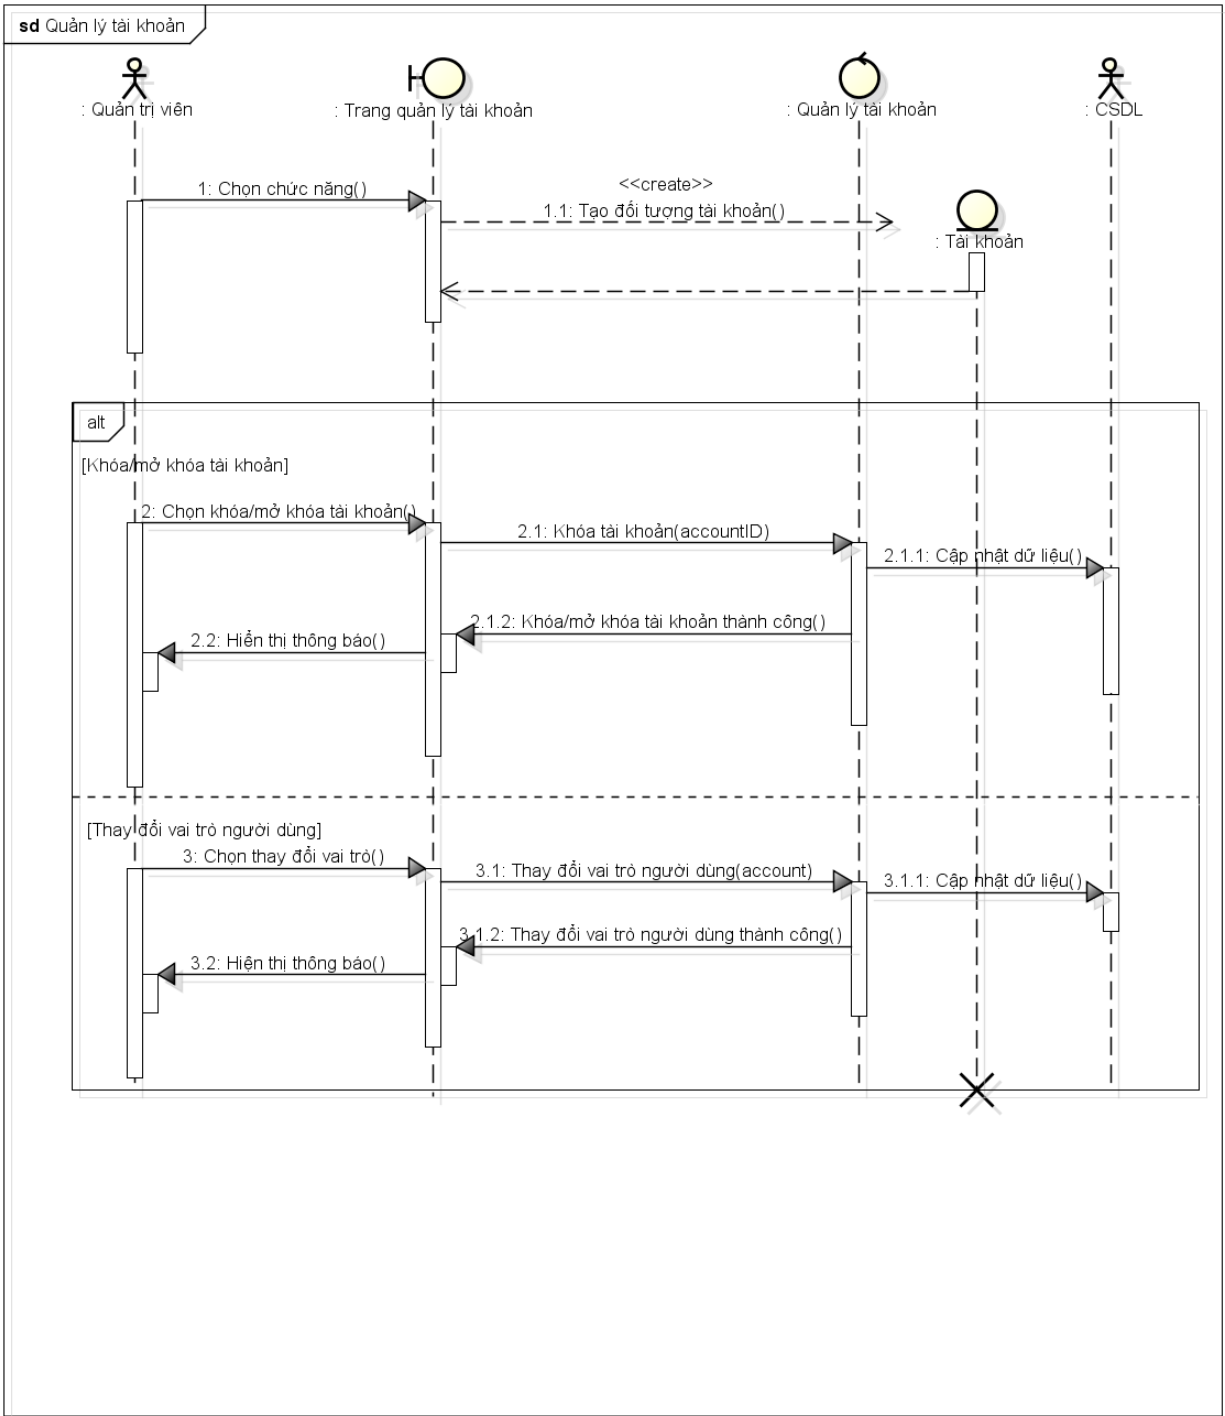 sd Quản lý tài khoản
: Quản trị viên
: Trang quản lý tài khoản
: Quản lý tài khoản
: CSDL
1: Chọn chức năng()
<<create>>
1.1: Tạo đối tượng tài khoản()
: Tài khoản
alt
[Khóa/mở khóa tài khoản]
2: Chọn khóa/mở khóa tài khoản()
2.1: Khóa tài khoản(accountID)
2.1.1: Cập nhật dữ liệu()
2.1.2: Khóa/mở khóa tài khoản thành công()
2.2: Hiển thị thông báo()
[Thay đổi vai trò người dùng]
3: Chọn thay đổi vai trò()
3.1: Thay đổi vai trò người dùng(account)
3.1.1: Cập nhật dữ liệu()
3.1.2: Thay đổi vai trò người dùng thành công()
3.2: Hiện thị thông báo()